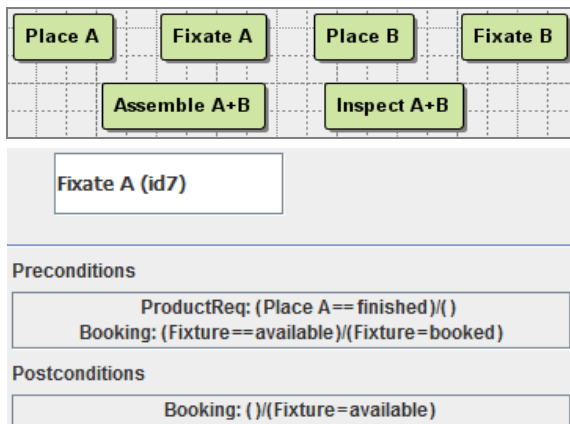 Place A Fixate A Place B Fixate B
Assemble A+B Inspect A+B
Fixate A (id7)
Preconditions
ProductReq: (Place A==finished)/( )
Booking: (Fixture==available)/(Fixture=booked)
Postconditions
Booking: ( )/(Fixture=available)